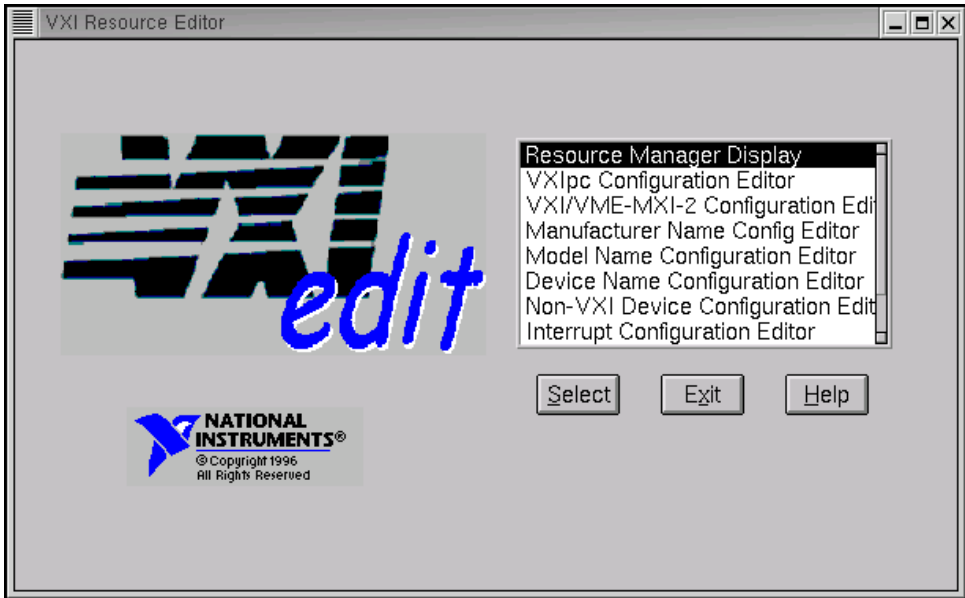 VXI Resource Editor
VXI
edit
Resource Manager Display
VXIpc Configuration Editor
VXI/VME-MXI-2 Configuration Edi
Manufacturer Name Config Editor
Model Name Configuration Editor
Device Name Configuration Editor
Non-VXI Device Configuration Edit
Interrupt Configuration Editor
Select Exit Help
NATIONAL
INSTRUMENTS®
© Copyright 1996
All Rights Reserved